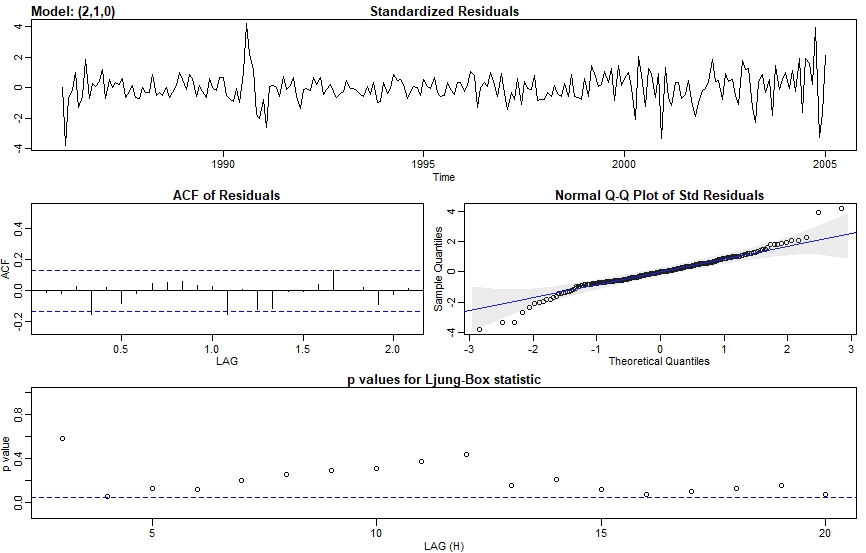 Model: (2,1,0) Standardized Residuals
4
2
0
-2
-4
1990 1995 2000 2005
Time
ACF of Residuals
ACF
0.4
0.2
0.0
-0.2
0.5 1.0 1.5 2.0
LAG
Normal Q-Q Plot of Std Residuals
Sample Quantiles
4
2
0
-2
-4
-3 -2 -1 0 1 2 3
Theoretical Quantiles
p values for Ljung-Box statistic
p value
0.8
0.4
0.0
5 10 15 20
LAG (H)